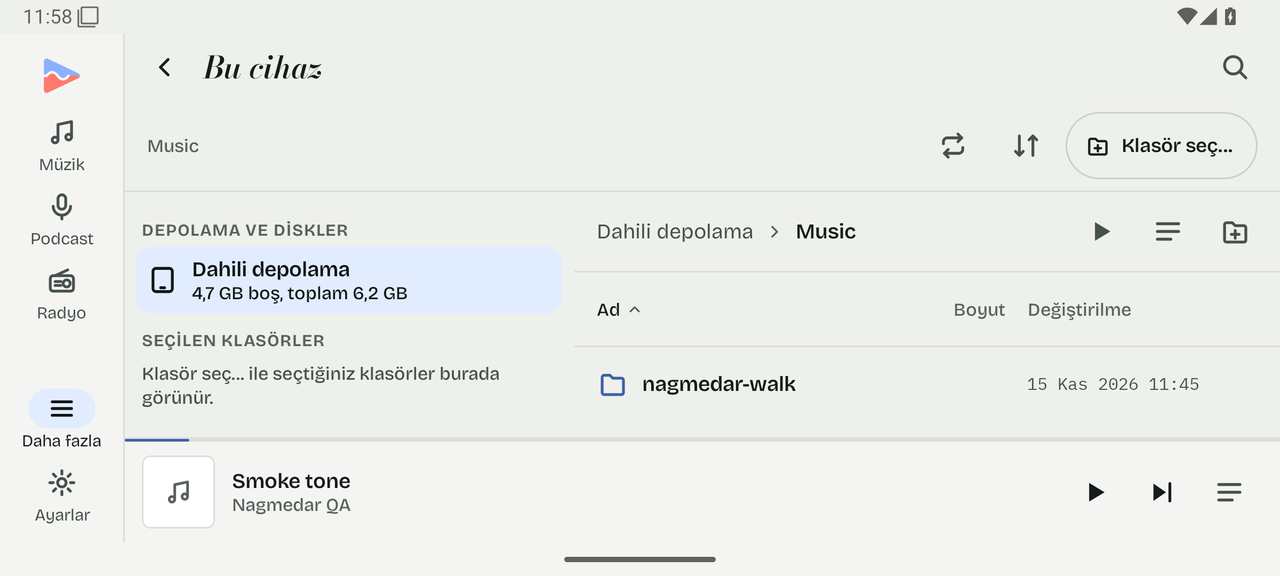 11:58
Bu cihaz
Müzik
Podcast
Radyo
Daha fazla
Ayarlar
Music
Klasör seç...
DEPOLAMA VE DİSKLER
Dahili depolama
4,7 GB boş, toplam 6,2 GB
SEÇİLEN KLASÖRLER
Klasör seç... ile seçtiğiniz klasörler burada
görünür.
Dahili depolama > Music
Ad Boyut Değiştirilme
nagmedar-walk 15 Kas 2026 11:45
Smoke tone
Nagmedar QA